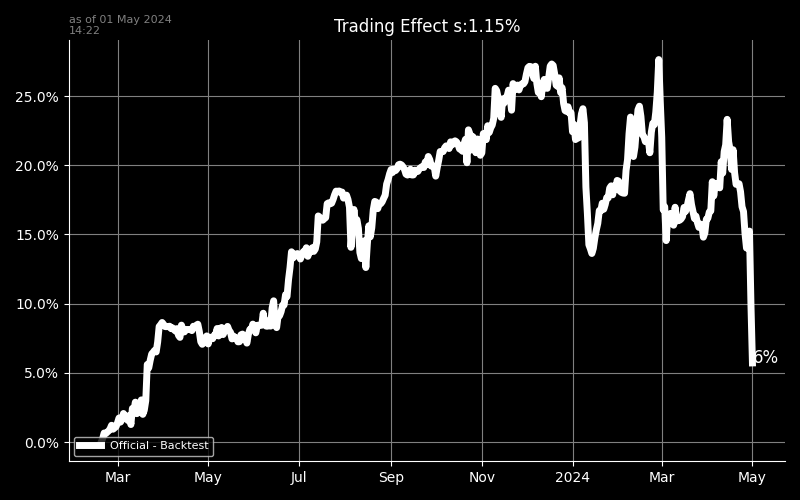 as of 01 May 2024
14:22
Trading Effect s:1.15%
25.0%
20.0%
15.0%
10.0%
5.0%
0.0%
6%
Official - Backtest
Mar May Jul Sep Nov 2024 Mar May